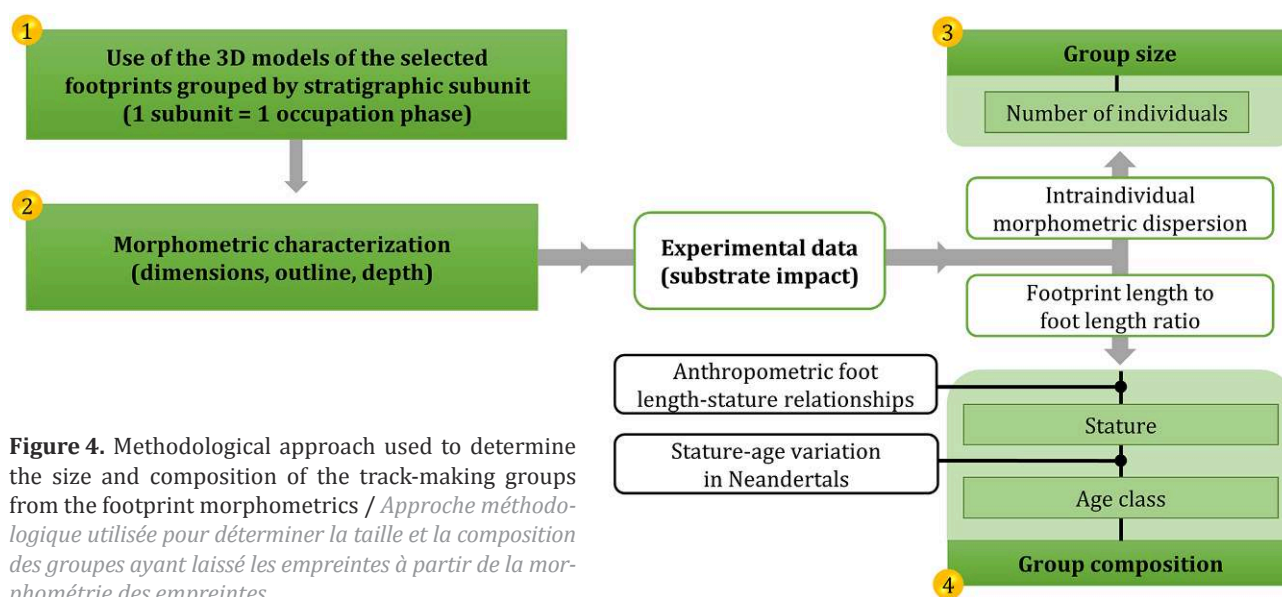 1
Use of the 3D models of the selected
footprints grouped by stratigraphic subunit
(1 subunit = 1 occupation phase)
2
Morphometric characterization
(dimensions, outline, depth)
Experimental data
(substrate impact)
3
Group size
Number of individuals
Intraindividual
morphometric dispersion
Footprint length to
foot length ratio
Anthropometric foot
length-stature relationships
Stature
Stature-age variation
in Neandertals
Age class
Group composition
4
Figure 4. Methodological approach used to determine
the size and composition of the track-making groups
from the footprint morphometrics / Approche méthodo-
logique utilisée pour déterminer la taille et la composition
des groupes ayant laissé les empreintes à partir de la mor-
phométrie des empreintes